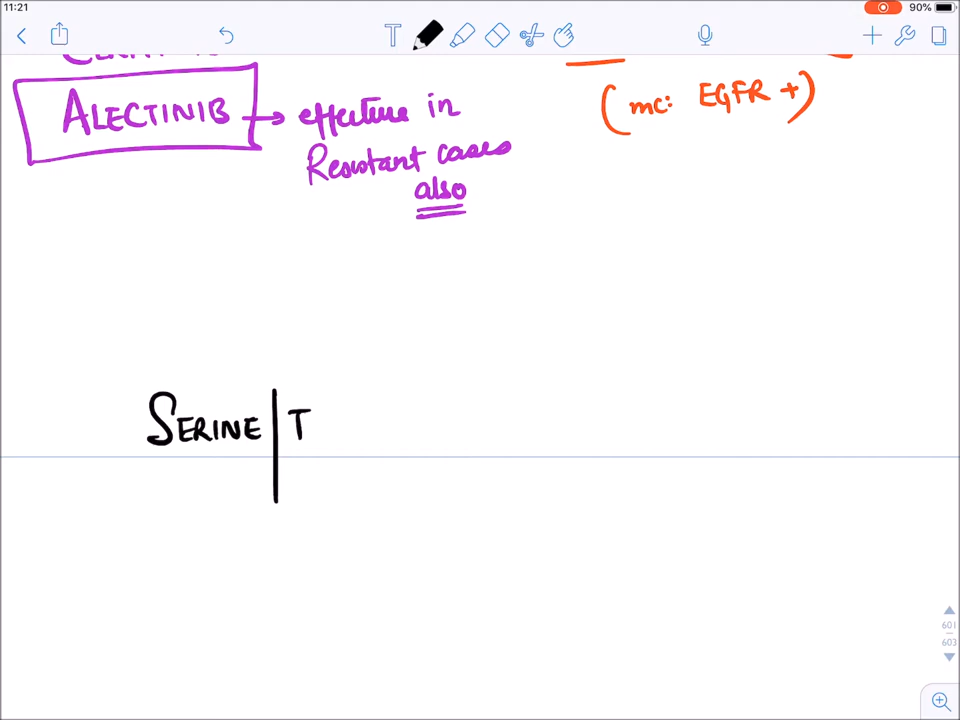 11:21
90%
T
ALECTINIB → effective in
Resistant cases
also
(mc: EGFR +)
SERINE | T
601
603